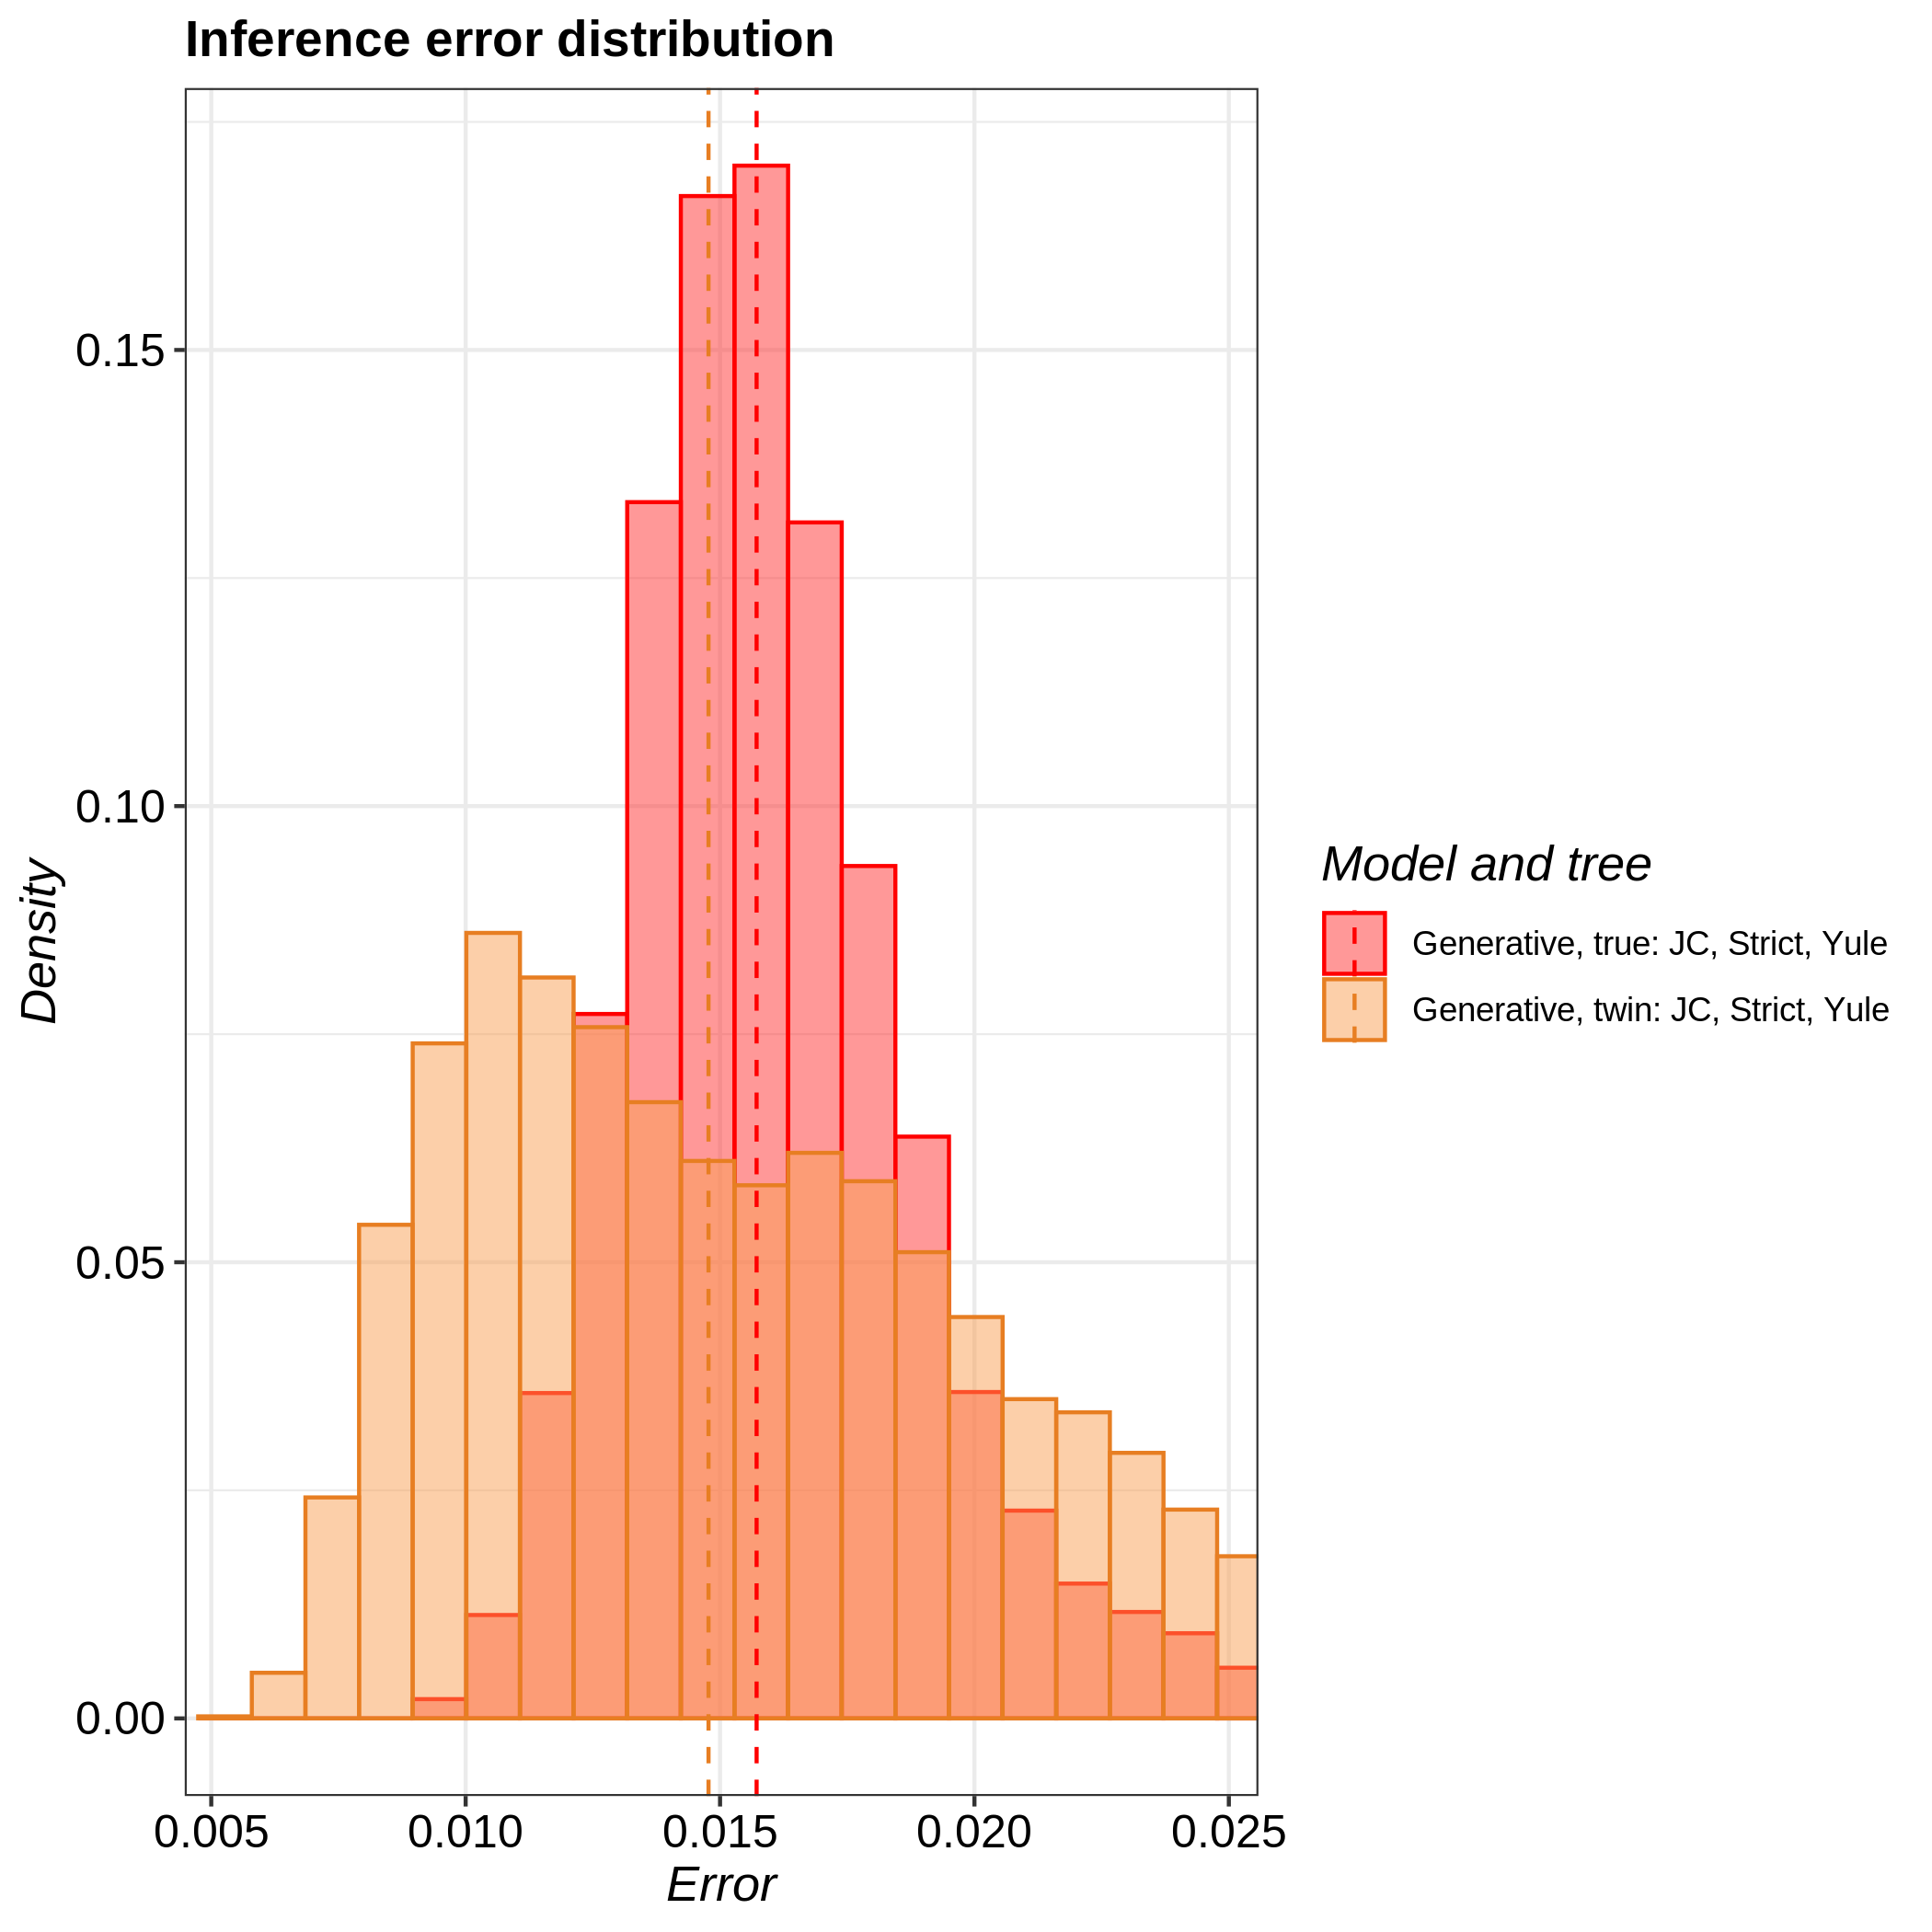 Inference error distribution
0.15
0.10
0.05
0.00
Density
0.005 0.010 0.015 0.020 0.025
Error
Model and tree
Generative, true: JC, Strict, Yule
Generative, twin: JC, Strict, Yule